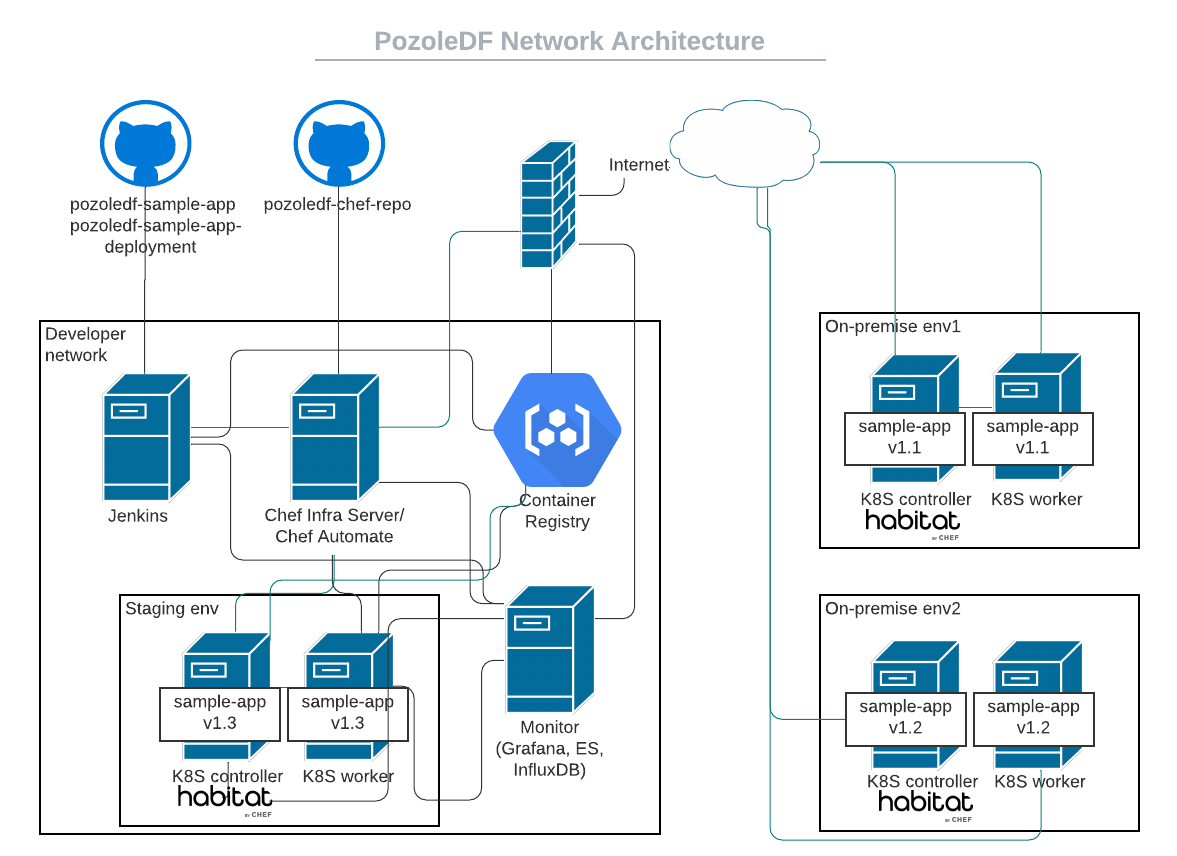 PozoleDF Network Architecture
pozoledf-sample-app
pozoledf-sample-app-
deployment
pozoledf-chef-repo
Internet
Developer
network
Jenkins
Chef Infra Server/
Chef Automate
Container
Registry
Staging env
sample-app
v1.3
sample-app
v1.3
K8S controller
habitat
BY CHEF
K8S worker
Monitor
(Grafana, ES,
InfluxDB)
On-premise env1
sample-app
v1.1
sample-app
v1.1
K8S controller
habitat
BY CHEF
K8S worker
On-premise env2
sample-app
v1.2
sample-app
v1.2
K8S controller
habitat
BY CHEF
K8S worker